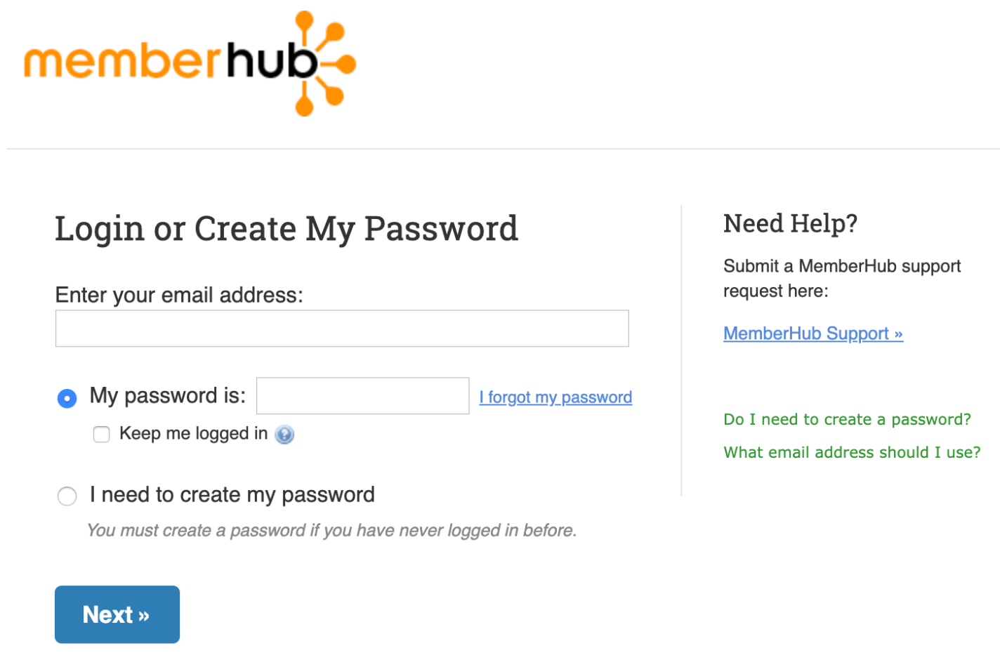 memberhub
Login or Create My Password
Enter your email address:
My password is:
I forgot my password
Keep me logged in ?
I need to create my password
You must create a password if you have never logged in before.
Next »
Need Help?
Submit a MemberHub support
request here:
MemberHub Support »
Do I need to create a password?
What email address should I use?